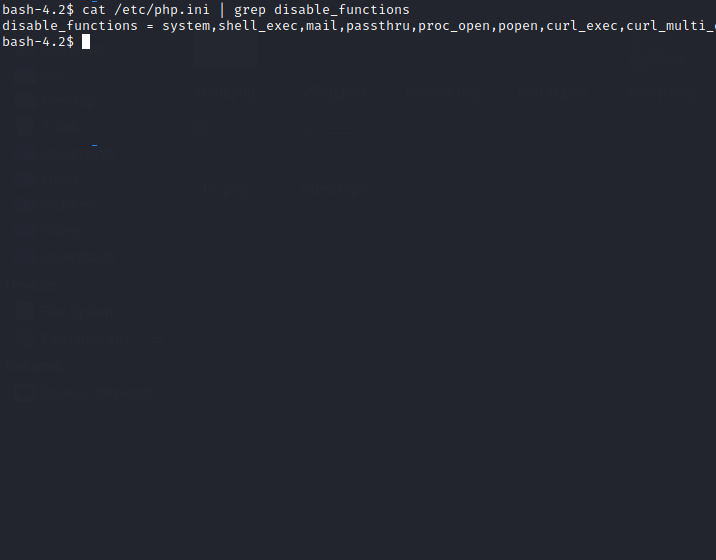 bash-4.2$ cat /etc/php.ini | grep disable_functions
disable_functions = system,shell_exec,mail,passthru,proc_open,popen,curl_exec,curl_multi_
bash-4.2$